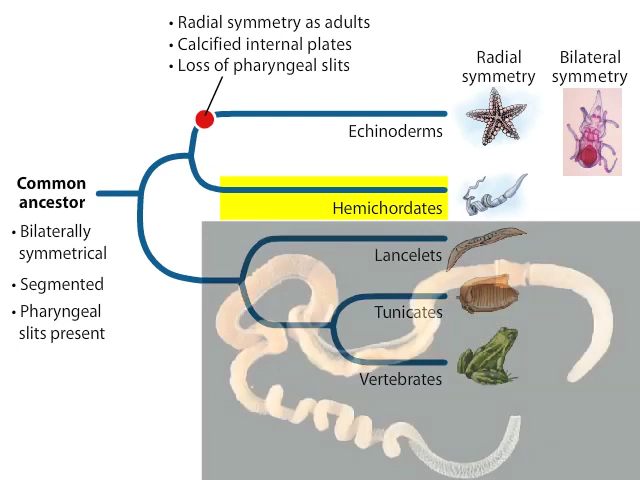 • Radial symmetry as adults
• Calcified internal plates
• Loss of pharyngeal slits
Radial
symmetry
Bilateral
symmetry
Echinoderms
Common
ancestor
• Bilaterally
symmetrical
• Segmented
• Pharyngeal
slits present
Hemichordates
Lancelets
Tunicates
Vertebrates